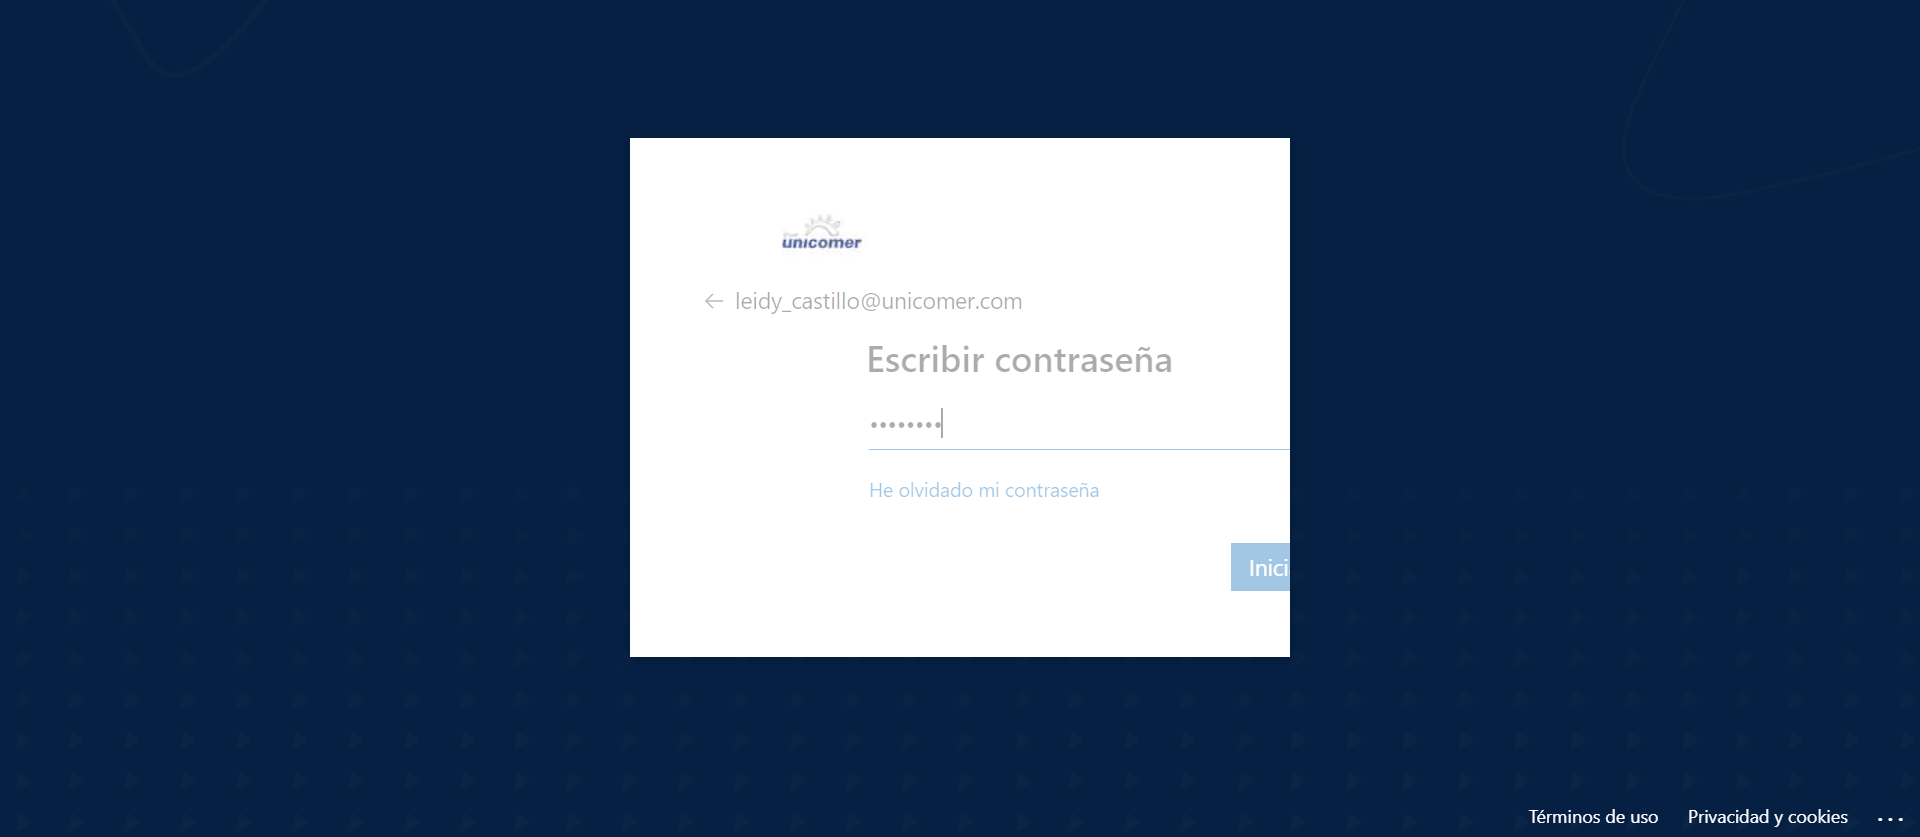 unicomer
← leidy_castillo@unicomer.com
Escribir contraseña
••••••••
He olvidado mi contraseña
Inici
Términos de uso Privacidad y cookies ...